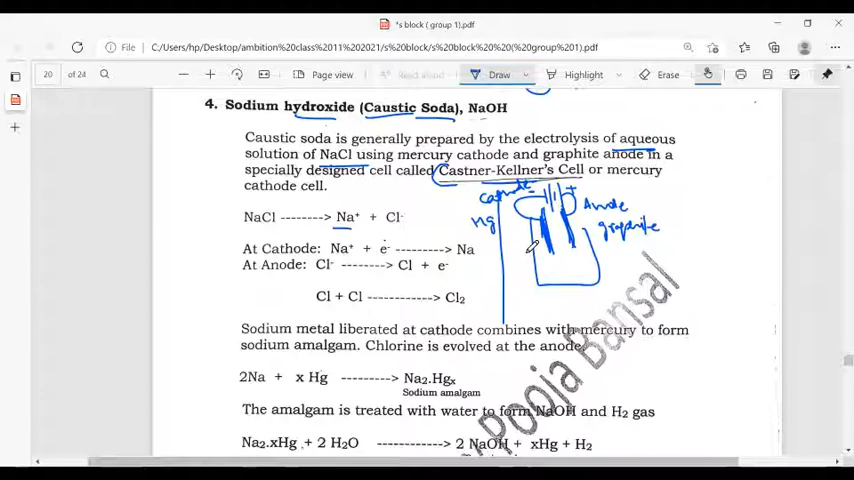 *s block ( group 1).pdf
File
C:/Users/hp/Desktop/ambition%20class%2011%202021/s%20block/s%20block%20%20(%20group%201).pdf
20 of 24
Page view
Read aloud
Draw
Highlight
Erase
4. Sodium hydroxide (Caustic Soda), NaOH
Caustic soda is generally prepared by the electrolysis of aqueous
solution of NaCl using mercury cathode and graphite anode in a
specially designed cell called Castner-Kellner's Cell or mercury
cathode cell.
cathode - +
Anode
Hg
graphite
NaCl --------> Na⁺ + Cl⁻
At Cathode: Na⁺ + e⁻ ---------> Na
At Anode: Cl⁻ --------> Cl + e⁻
Cl + Cl ------------> Cl₂
Sodium metal liberated at cathode combines with mercury to form
sodium amalgam. Chlorine is evolved at the anode.
2Na + x Hg ---------> Na₂.Hgₓ
Sodium amalgam
The amalgam is treated with water to form NaOH and H₂ gas
Na₂.xHg + 2 H₂O ------------> 2 NaOH + xHg + H₂
Pooja Bansal